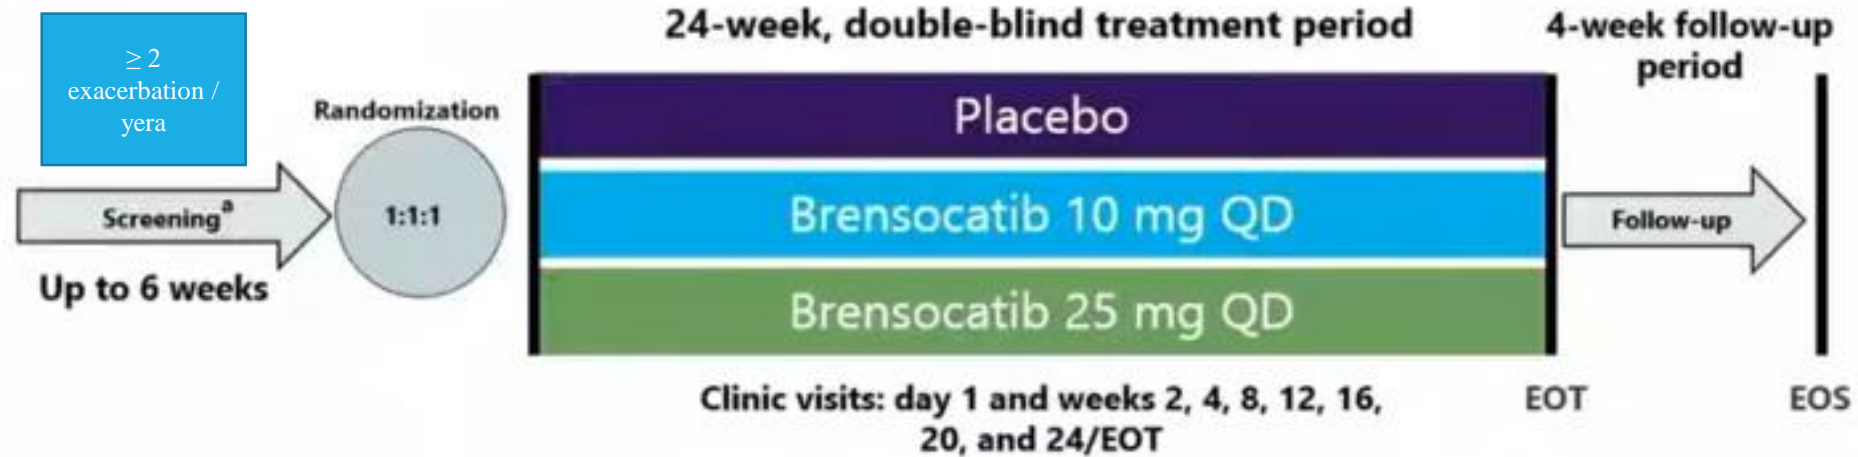 ≥ 2
exacerbation /
yera
24-week, double-blind treatment period
4-week follow-up
period
Randomization
Placebo
Screeningᵃ
1:1:1
Brensocatib 10 mg QD
Follow-up
Up to 6 weeks
Brensocatib 25 mg QD
Clinic visits: day 1 and weeks 2, 4, 8, 12, 16,
20, and 24/EOT
EOT
EOS